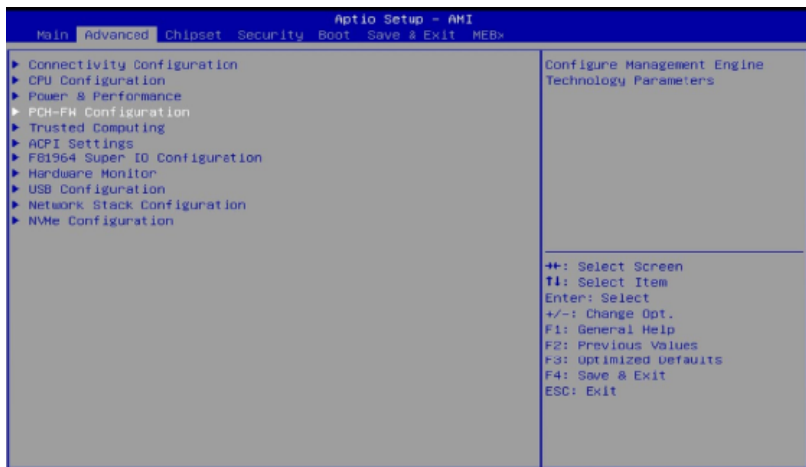 Aptio Setup - AMI
Main Advanced Chipset Security Boot Save & Exit MEBx
Connectivity Configuration
CPU Configuration
Power & Performance
PCH-FW Configuration
Trusted Computing
ACPI Settings
F81964 Super IO Configuration
Hardware Monitor
USB Configuration
Network Stack Configuration
NVMe Configuration
Configure Management Engine
Technology Parameters
→←: Select Screen
↑↓: Select Item
Enter: Select
+/-: Change Opt.
F1: General Help
F2: Previous Values
F3: Optimized Defaults
F4: Save & Exit
ESC: Exit